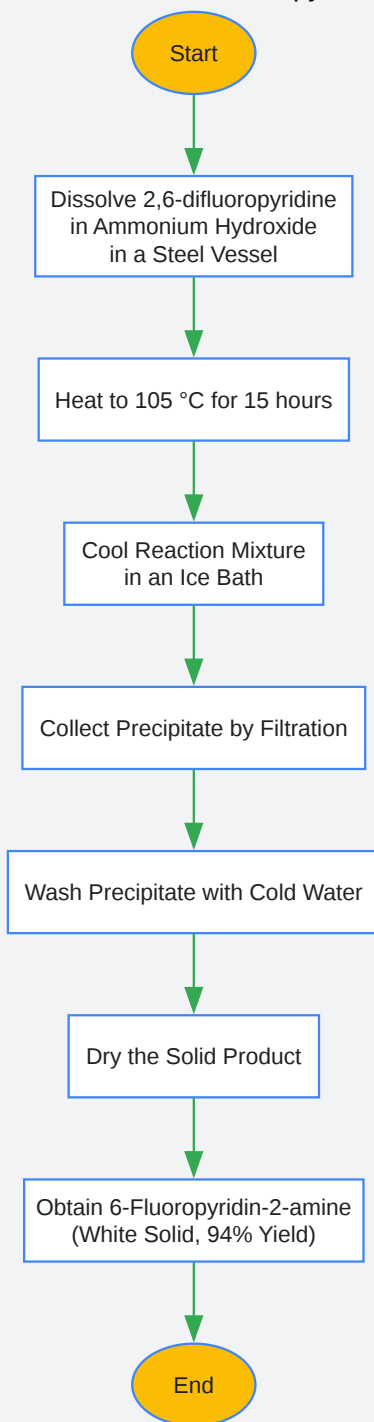 Start
Dissolve 2,6-difluoropyridine
in Ammonium Hydroxide
in a Steel Vessel
Heat to 105 °C for 15 hours
Cool Reaction Mixture
in an Ice Bath
Collect Precipitate by Filtration
Wash Precipitate with Cold Water
Dry the Solid Product
Obtain 6-Fluoropyridin-2-amine
(White Solid, 94% Yield)
End